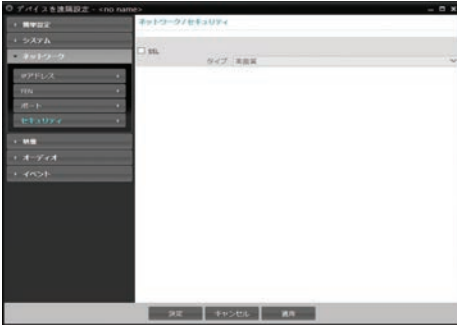 デバイスを遠隔設定 - <no name>
簡単設定
システム
ネットワーク
IPアドレス
FEN
ポート
セキュリティ
映像
オーディオ
イベント
ネットワーク/セキュリティ
SSL
タイプ 未設置
決定 キャンセル 適用